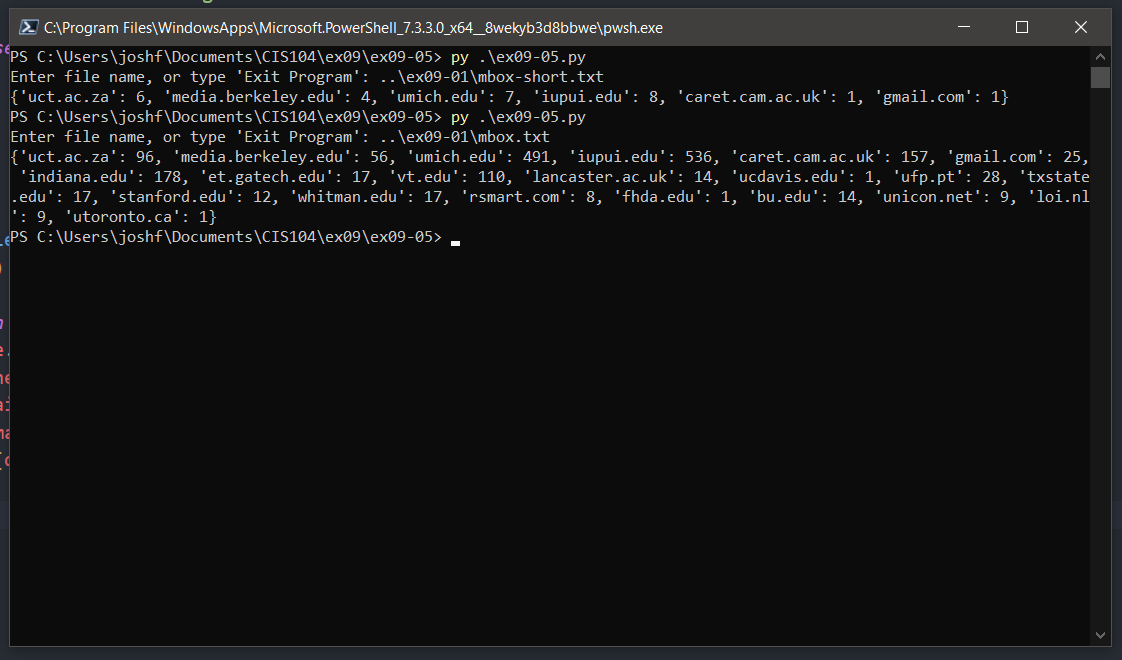 C:\Program Files\WindowsApps\Microsoft.PowerShell_7.3.3.0_x64__8wekyb3d8bbwe\pwsh.exe
PS C:\Users\joshf\Documents\CIS104\ex09\ex09-05> py .\ex09-05.py
Enter file name, or type 'Exit Program': ..\ex09-01\mbox-short.txt
{'uct.ac.za': 6, 'media.berkeley.edu': 4, 'umich.edu': 7, 'iupui.edu': 8, 'caret.cam.ac.uk': 1, 'gmail.com': 1}
PS C:\Users\joshf\Documents\CIS104\ex09\ex09-05> py .\ex09-05.py
Enter file name, or type 'Exit Program': ..\ex09-01\mbox.txt
{'uct.ac.za': 96, 'media.berkeley.edu': 56, 'umich.edu': 491, 'iupui.edu': 536, 'caret.cam.ac.uk': 157, 'gmail.com': 25,
 'indiana.edu': 178, 'et.gatech.edu': 17, 'vt.edu': 110, 'lancaster.ac.uk': 14, 'ucdavis.edu': 1, 'ufp.pt': 28, 'txstate
.edu': 17, 'stanford.edu': 12, 'whitman.edu': 17, 'rsmart.com': 8, 'fhda.edu': 1, 'bu.edu': 14, 'unicon.net': 9, 'loi.nl
': 9, 'utoronto.ca': 1}
PS C:\Users\joshf\Documents\CIS104\ex09\ex09-05>